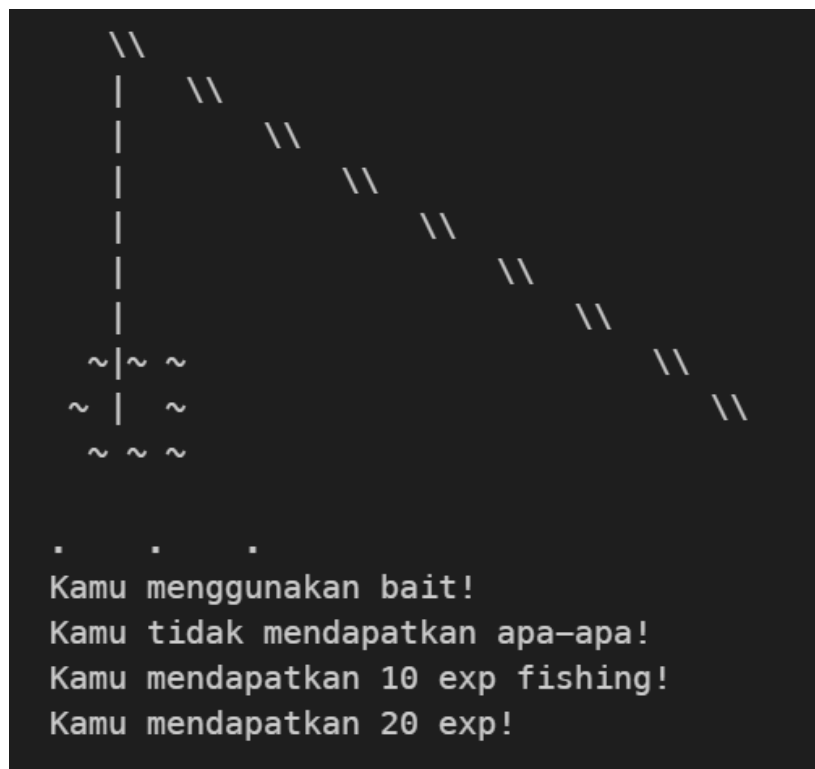 \\
|   \\
|       \\
|           \\
|               \\
|                   \\
|                       \\
~|~ ~                        \\
~ |  ~                           \\
~ ~ ~
.    .    .
Kamu menggunakan bait!
Kamu tidak mendapatkan apa-apa!
Kamu mendapatkan 10 exp fishing!
Kamu mendapatkan 20 exp!